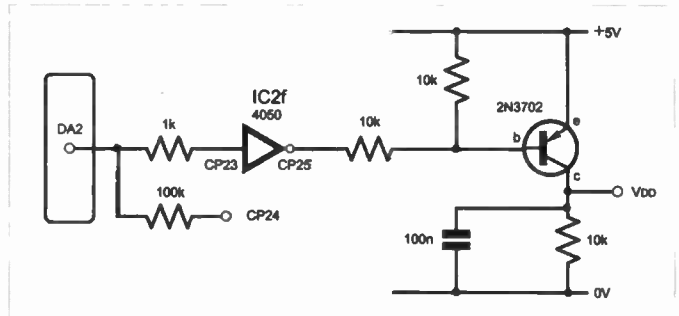 +5V
10k
IC2f
4050
2N3702
1k
10k
DA2
e
b
CP23
CP25
c
100k
VDD
CP24
100n
10k
0V